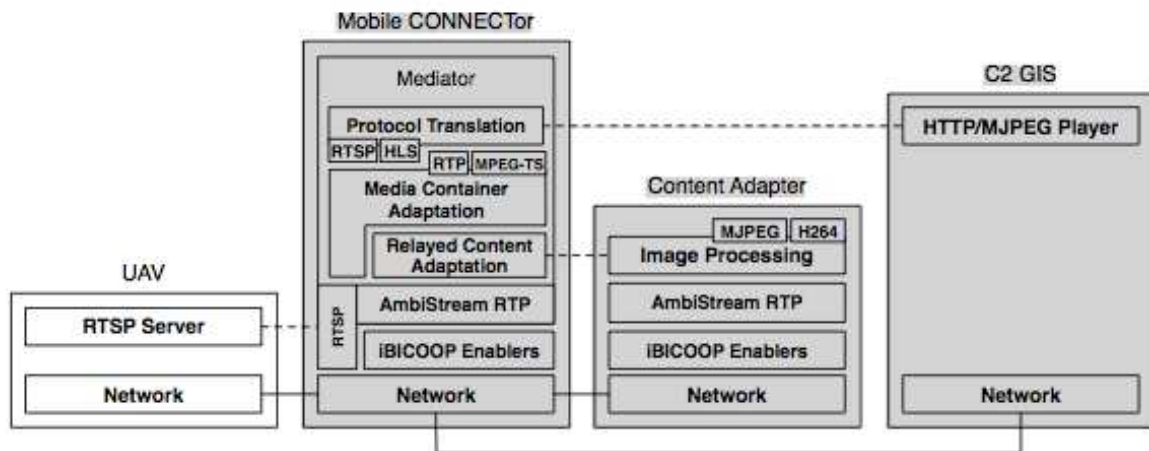 Mobile CONNECTor
Mediator
Protocol Translation
RTSP HLS
RTP MPEG-TS
Media Container
Adaptation
Relayed Content
Adaptation
RTSP
AmbiStream RTP
iBICOOP Enablers
Network
UAV
RTSP Server
Network
Content Adapter
MJPEG H264
Image Processing
AmbiStream RTP
iBICOOP Enablers
Network
C2 GIS
HTTP/MJPEG Player
Network